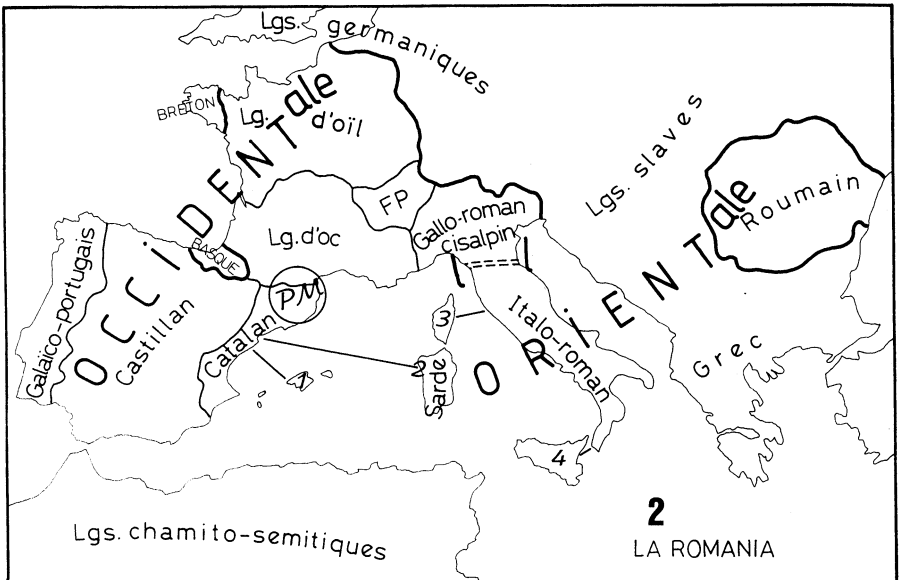 Lgs. germaniques
BRETON
Lg. d'oïl
OCCiDENTale
Lgs. slaves
FP
Gallo-roman
cisalpin
Roumain
Lg. d'oc
BASQUE
Galaïco-portugais
Castillan
Catalan
PM
ORiENTale
Italo-roman
Grec
1
2
3
4
Sarde
2
LA ROMANIA
Lgs. chamito-semitiques